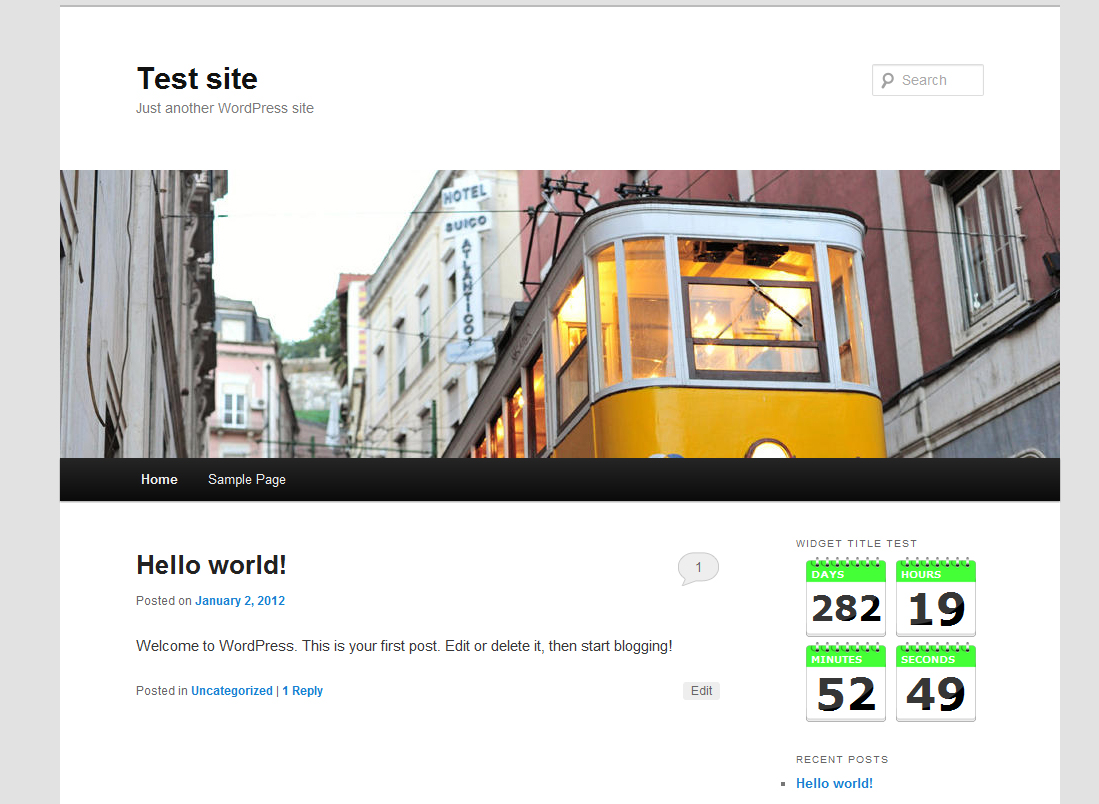 Test site
Just another WordPress site
Search
HOTEL
SUIÇO
ATLANTICO
Home
Sample Page
Hello world!
1
Posted on January 2, 2012
Welcome to WordPress. This is your first post. Edit or delete it, then start blogging!
Posted in Uncategorized | 1 Reply
Edit
WIDGET TITLE TEST
DAYS
282
HOURS
19
MINUTES
52
SECONDS
49
RECENT POSTS
Hello world!